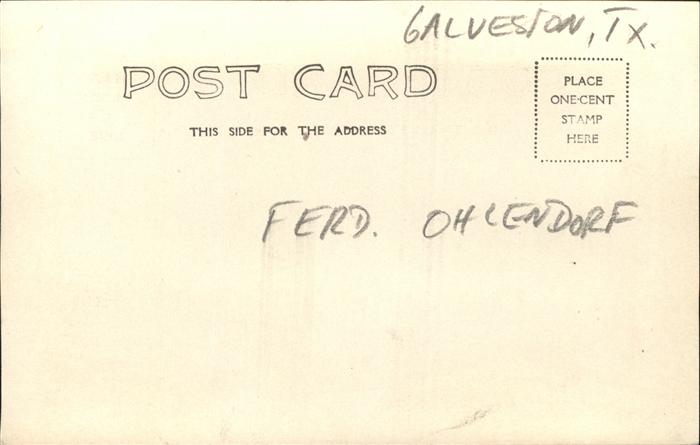 GALVESTON, TX.
POST CARD
THIS SIDE FOR THE ADDRESS
PLACE
ONE-CENT
STAMP
HERE
FERD. OHLENDORF